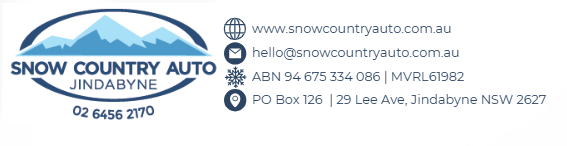 SNOW COUNTRY AUTO
JINDABYNE
02 6456 2170
www.snowcountryauto.com.au
hello@snowcountryauto.com.au
ABN 94 675 334 086 | MVRL61982
PO Box 126 | 29 Lee Ave, Jindabyne NSW 2627